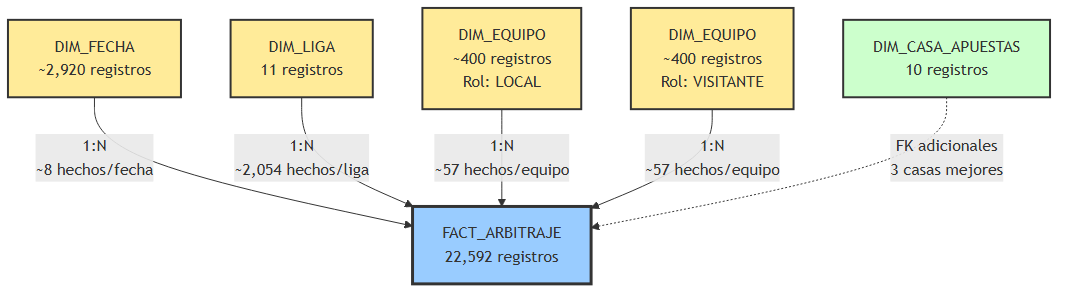 DIM_FECHA
~2,920 registros
DIM_LIGA
11 registros
DIM_EQUIPO
~400 registros
Rol: LOCAL
DIM_EQUIPO
~400 registros
Rol: VISITANTE
DIM_CASA_APUESTAS
10 registros
1:N
~8 hechos/fecha
1:N
~2,054 hechos/liga
1:N
~57 hechos/equipo
1:N
~57 hechos/equipo
FK adicionales
3 casas mejores
FACT_ARBITRAJE
22,592 registros